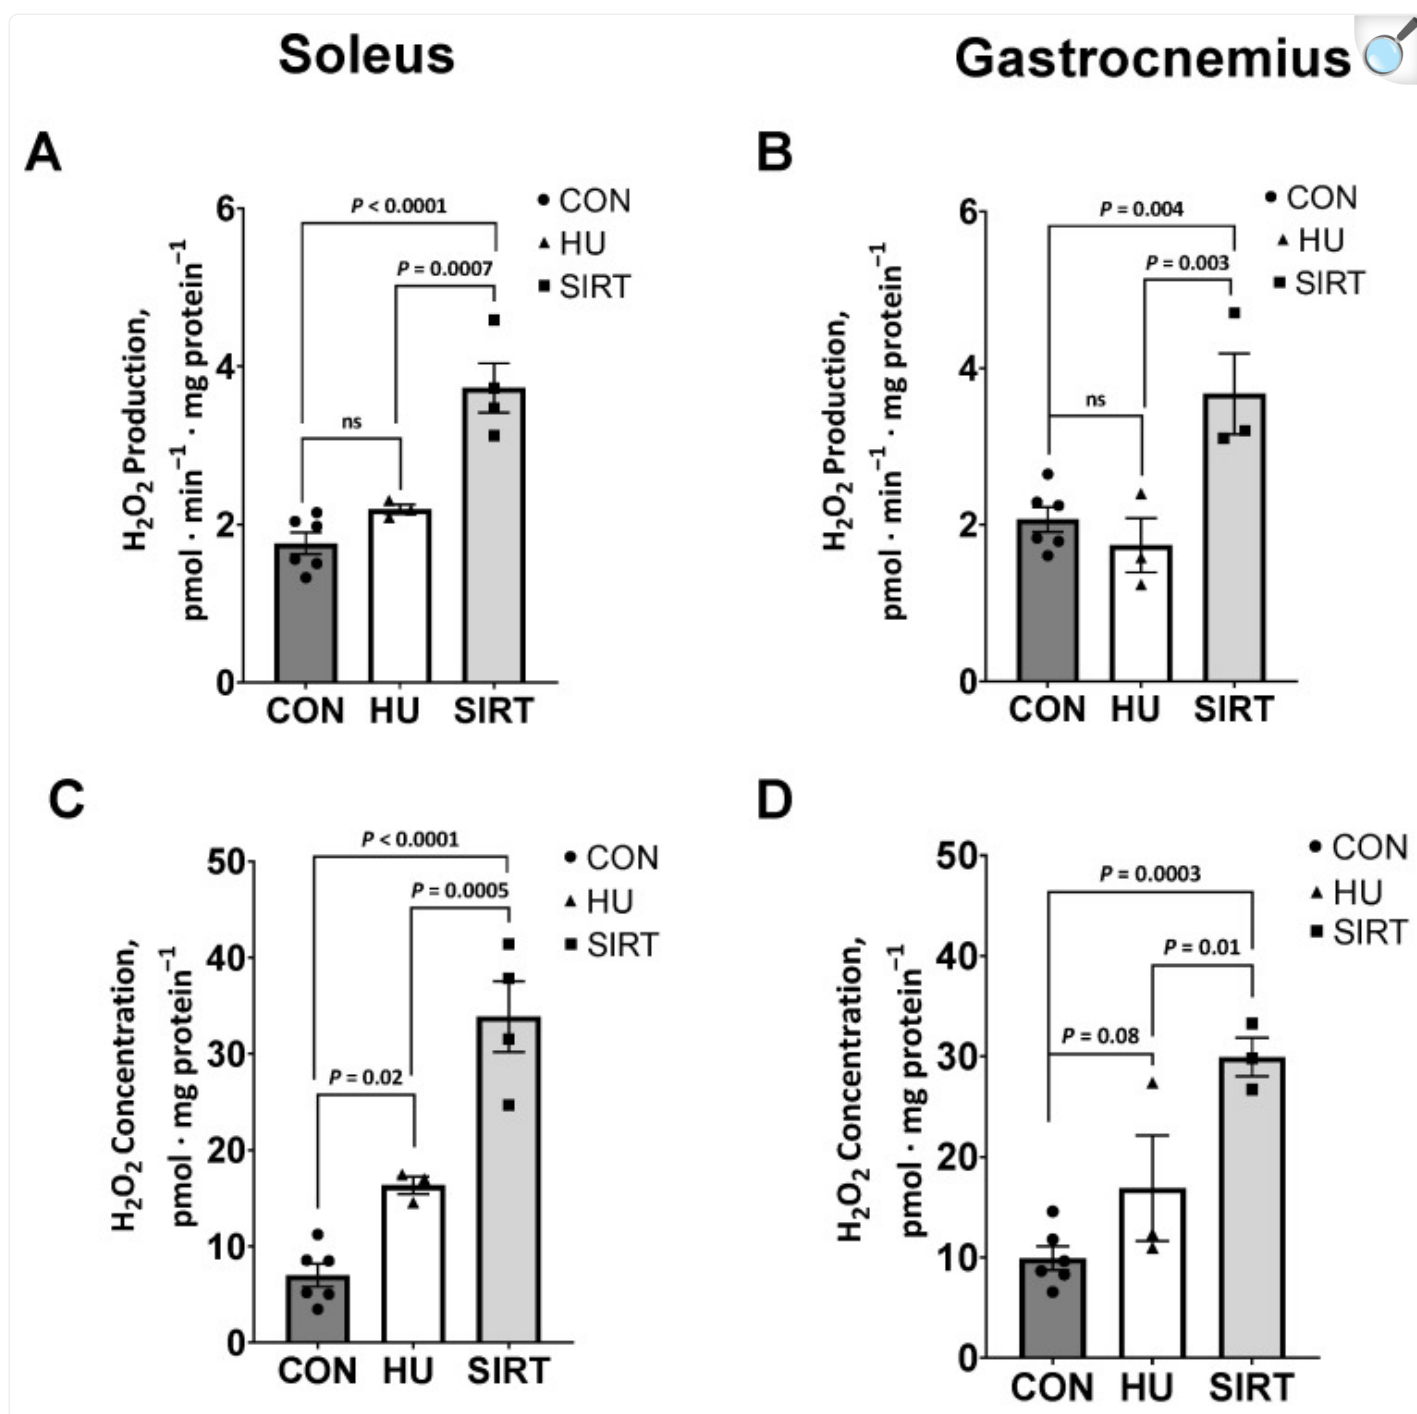 Soleus
Gastrocnemius
A
P < 0.0001
P = 0.0007
ns
CON
HU
SIRT
H₂O₂ Production,
pmol · min⁻¹ · mg protein⁻¹
6
4
2
0
CON HU SIRT
B
P = 0.004
P = 0.003
ns
CON
HU
SIRT
H₂O₂ Production,
pmol · min⁻¹ · mg protein⁻¹
6
4
2
0
CON HU SIRT
C
P < 0.0001
P = 0.0005
P = 0.02
CON
HU
SIRT
H₂O₂ Concentration,
pmol · mg protein⁻¹
50
40
30
20
10
0
CON HU SIRT
D
P = 0.0003
P = 0.01
P = 0.08
CON
HU
SIRT
H₂O₂ Concentration,
pmol · mg protein⁻¹
50
40
30
20
10
0
CON HU SIRT